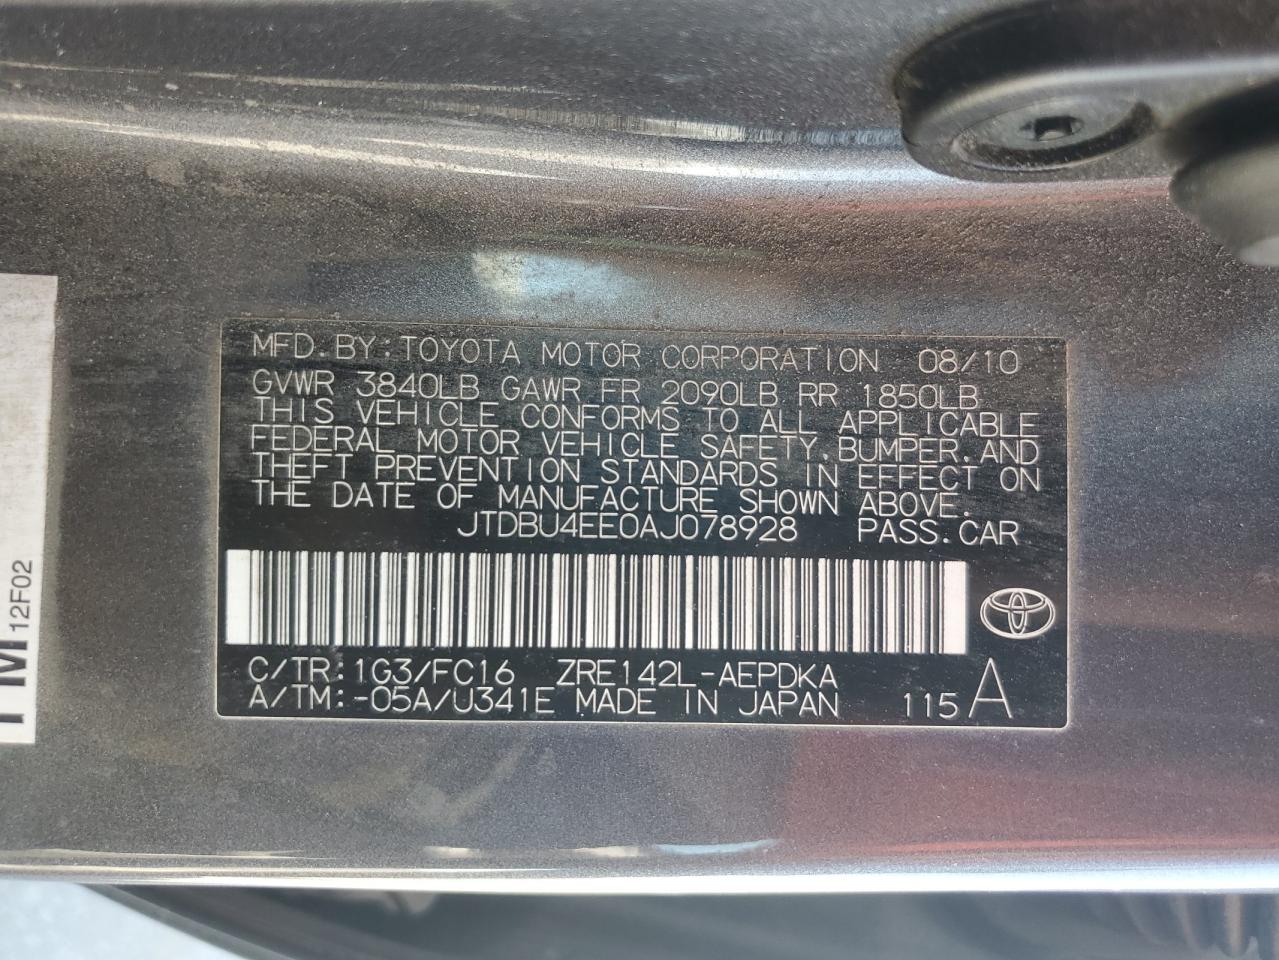 MFD.BY:TOYOTA MOTOR CORPORATION 08/10
GVWR 3840LB GAWR FR 2090LB RR 1850LB
THIS VEHICLE CONFORMS TO ALL APPLICABLE
FEDERAL MOTOR VEHICLE SAFETY,BUMPER,AND
THEFT PREVENTION STANDARDS IN EFFECT ON
THE DATE OF MANUFACTURE SHOWN ABOVE.
JTDBU4EE0AJ078928 PASS.CAR
C/TR:1G3/FC16 ZRE142L-AEPDKA
A/TM:-05A/U341E MADE IN JAPAN 115 A
12F02